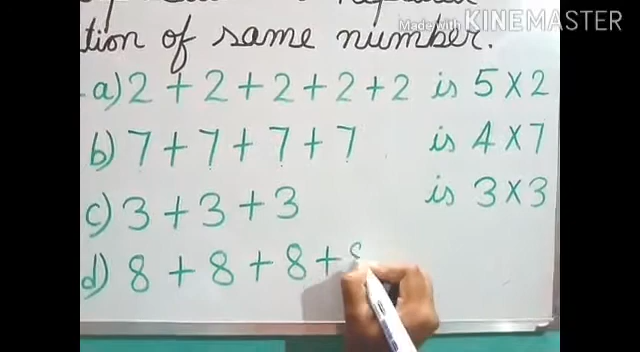 Made with KINEMASTER
tion of same number.
a) 2 + 2 + 2 + 2 + 2 is 5 X 2
b) 7 + 7 + 7 + 7 is 4 X 7
c) 3 + 3 + 3 is 3 X 3
d) 8 + 8 + 8 +